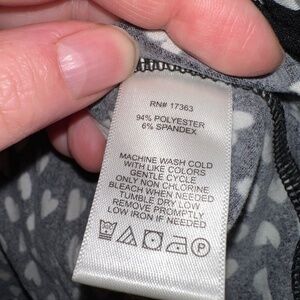 RN# 17363
94% POLYESTER
6% SPANDEX
MACHINE WASH COLD
WITH LIKE COLORS
GENTLE CYCLE
ONLY NON CHLORINE
BLEACH WHEN NEEDED
TUMBLE DRY LOW
REMOVE PROMPTLY
LOW IRON IF NEEDED
P